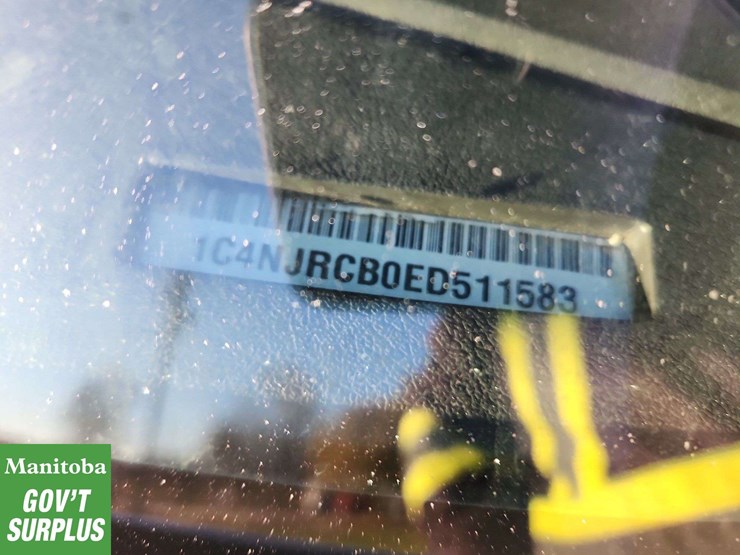 1C4NJRCB0ED511583
Manitoba
GOV'T
SURPLUS